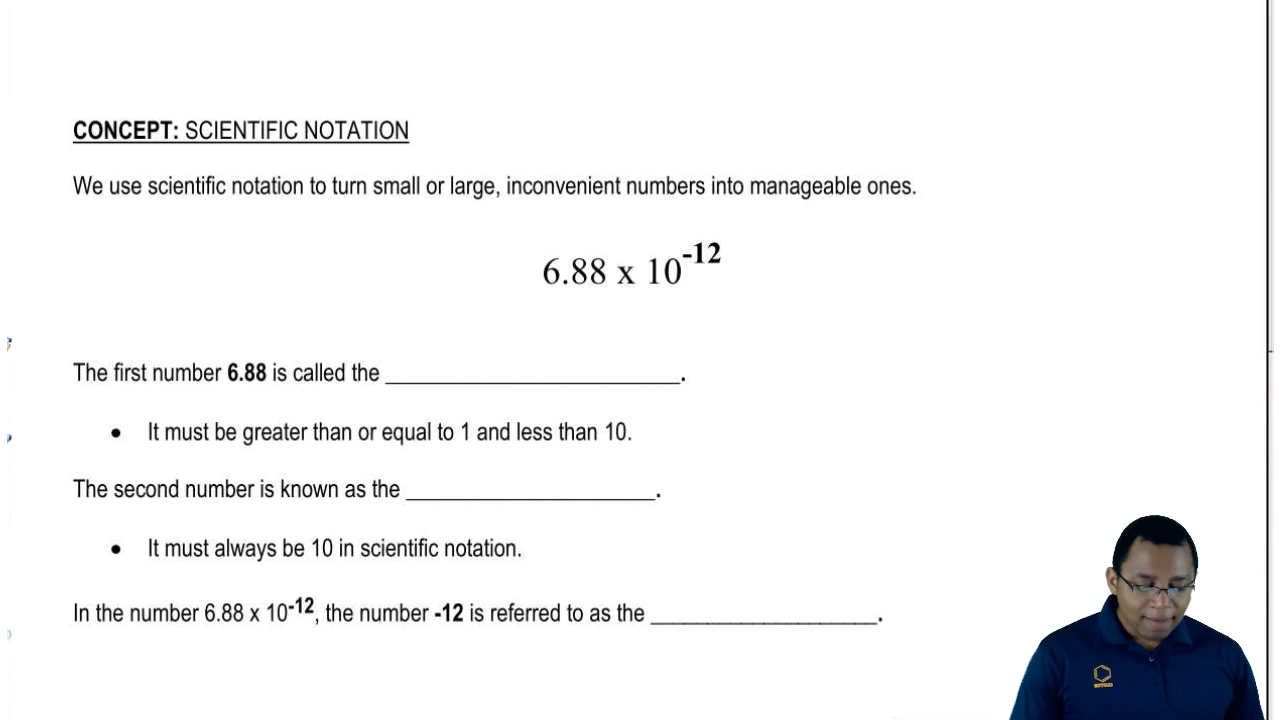 CONCEPT: SCIENTIFIC NOTATION
We use scientific notation to turn small or large, inconvenient numbers into manageable ones.
6.88 x 10⁻¹²
The first number 6.88 is called the ________________________.
• It must be greater than or equal to 1 and less than 10.
The second number is known as the ____________________.
• It must always be 10 in scientific notation.
In the number 6.88 x 10⁻¹², the number -12 is referred to as the __________________.